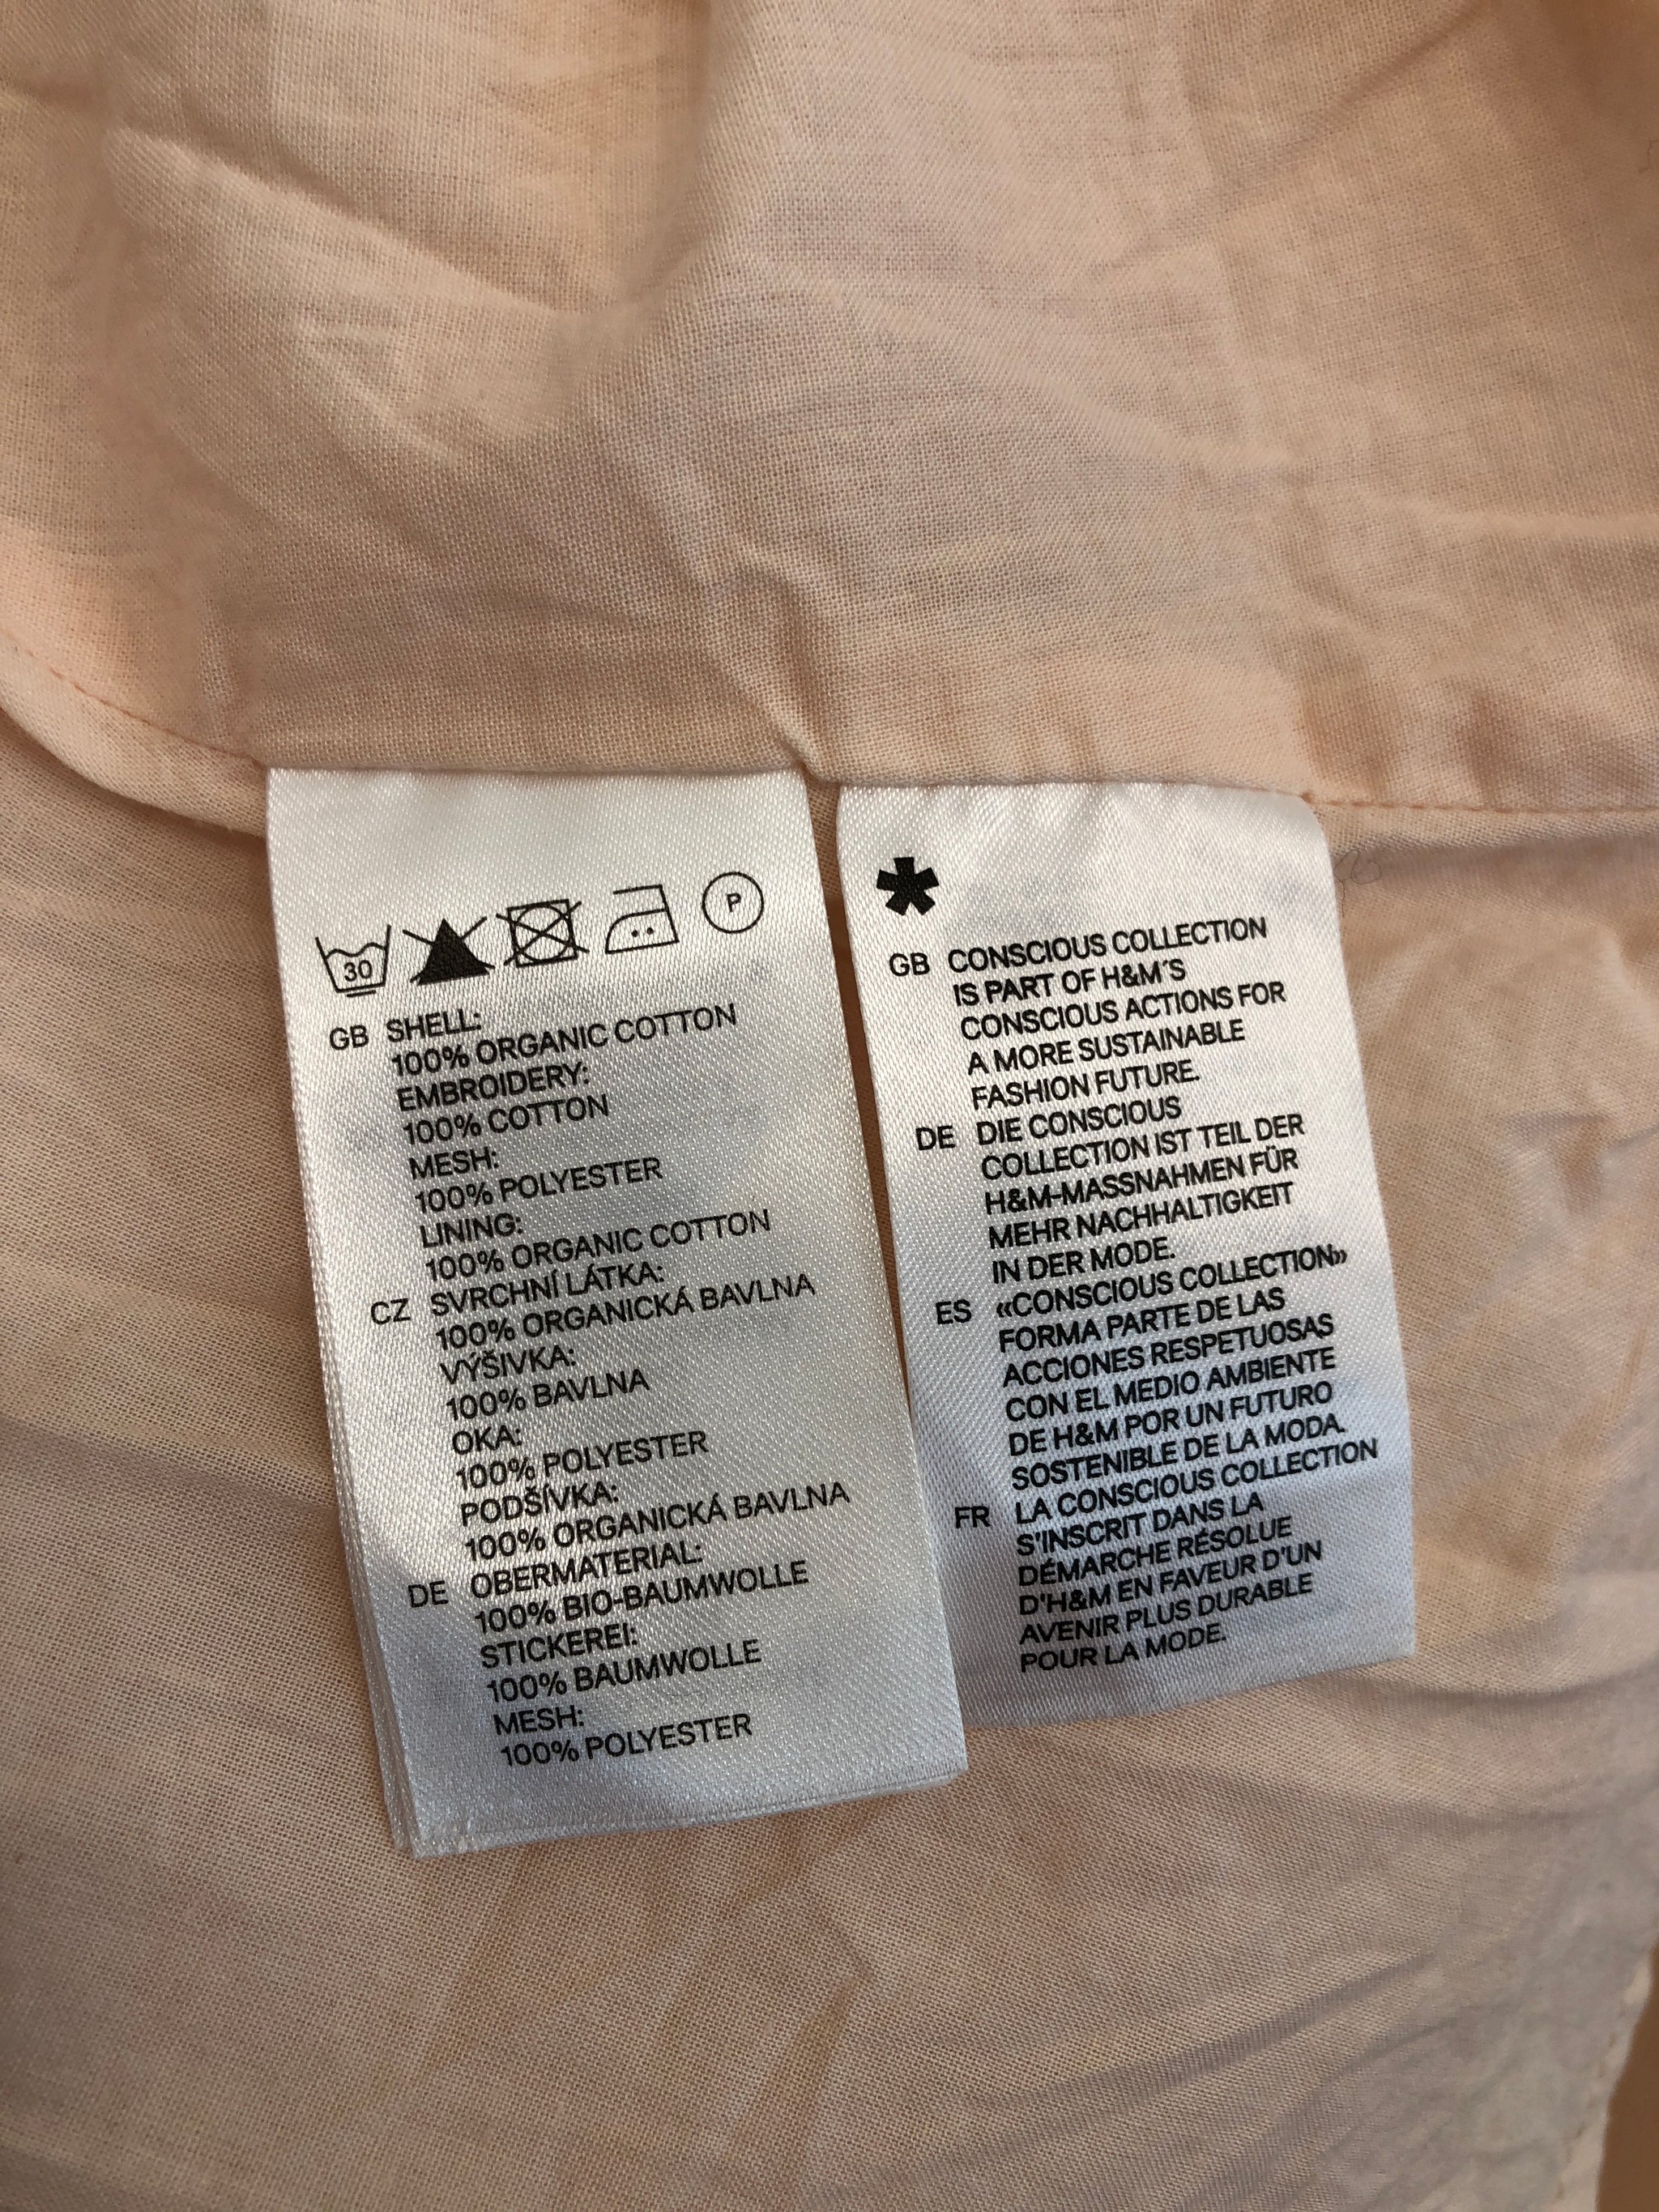 30
P
GB SHELL:
100% ORGANIC COTTON
EMBROIDERY:
100% COTTON
MESH:
100% POLYESTER
LINING:
100% ORGANIC COTTON
CZ SVRCHNÍ LÁTKA:
100% ORGANICKÁ BAVLNA
VÝŠIVKA:
100% BAVLNA
OKA:
100% POLYESTER
PODŠÍVKA:
100% ORGANICKÁ BAVLNA
DE OBERMATERIAL:
100% BIO-BAUMWOLLE
STICKEREI:
100% BAUMWOLLE
MESH:
100% POLYESTER
GB CONSCIOUS COLLECTION
IS PART OF H&M´S
CONSCIOUS ACTIONS FOR
A MORE SUSTAINABLE
FASHION FUTURE.
DE DIE CONSCIOUS
COLLECTION IST TEIL DER
H&M-MASSNAHMEN FÜR
MEHR NACHHALTIGKEIT
IN DER MODE.
ES «CONSCIOUS COLLECTION»
FORMA PARTE DE LAS
ACCIONES RESPETUOSAS
CON EL MEDIO AMBIENTE
DE H&M POR UN FUTURO
SOSTENIBLE DE LA MODA.
FR LA CONSCIOUS COLLECTION
S'INSCRIT DANS LA
DÉMARCHE RÉSOLUE
D'H&M EN FAVEUR D'UN
AVENIR PLUS DURABLE
POUR LA MODE.